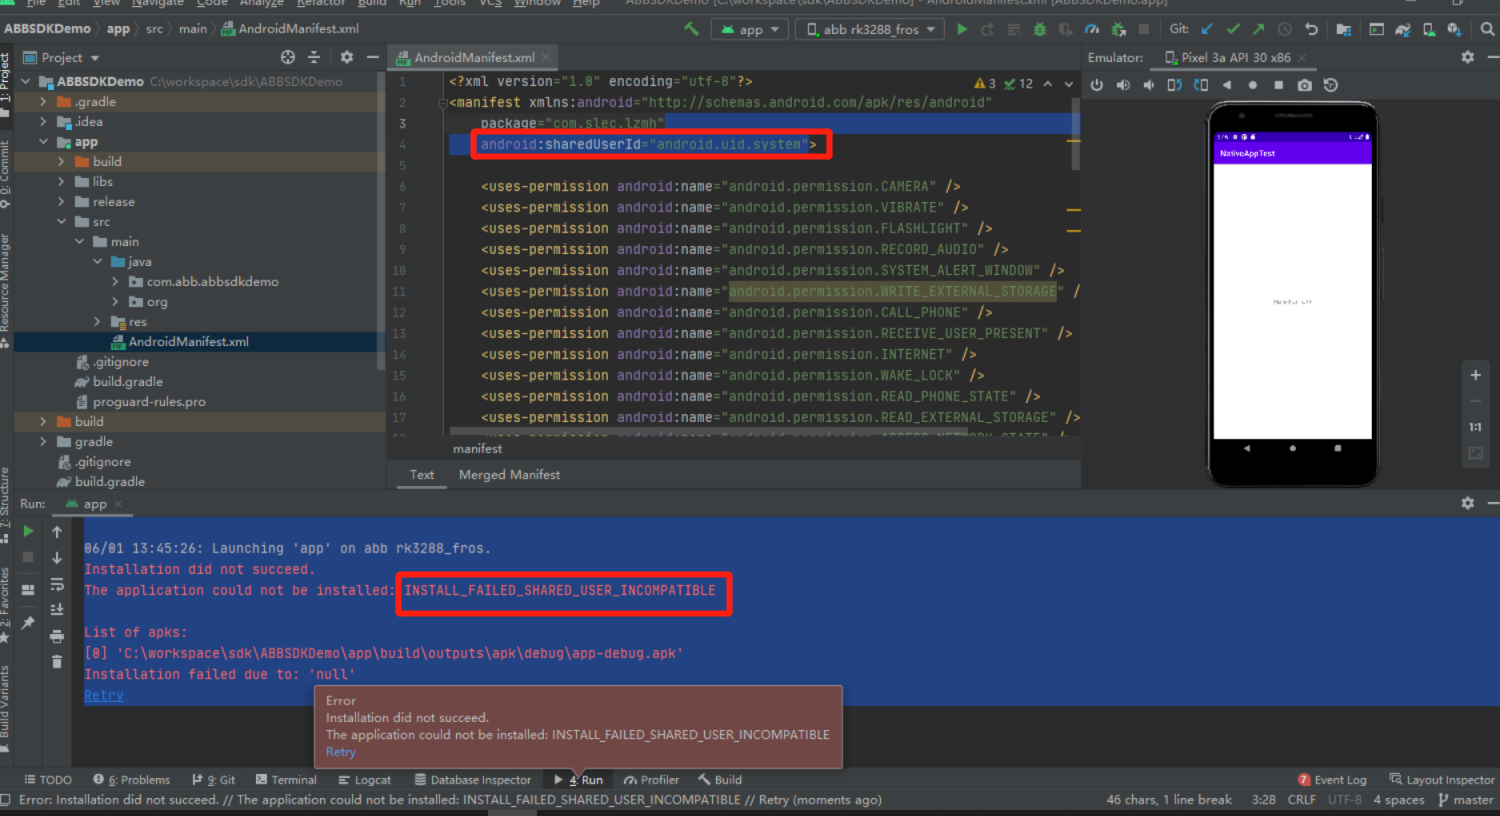 File Edit View Navigate Code Analyze Refactor Build Run Tools VCS Window Help ABBSDKDemo [C:\workspace\sdk\ABBSDKDemo] - AndroidManifest.xml [ABBSDKDemo.app]
ABBSDKDemo app src main AndroidManifest.xml app abb rk3288_fros Git:
Project AndroidManifest.xml Emulator: Pixel 3a API 30 x86
1: Project
0: Commit
Resource Manager
7: Structure
2: Favorites
Build Variants
ABBSDKDemo C:\workspace\sdk\ABBSDKDemo
.gradle
.idea
app
build
libs
release
src
main
java
com.abb.abbsdkdemo
org
res
AndroidManifest.xml
.gitignore
build.gradle
proguard-rules.pro
build
gradle
.gitignore
build.gradle
3 12
1 <?xml version="1.0" encoding="utf-8"?>
2 <manifest xmlns:android="http://schemas.android.com/apk/res/android"
3 package="com.slec.lzmh"
4 android:sharedUserId="android.uid.system">
5
6 <uses-permission android:name="android.permission.CAMERA" />
7 <uses-permission android:name="android.permission.VIBRATE" />
8 <uses-permission android:name="android.permission.FLASHLIGHT" />
9 <uses-permission android:name="android.permission.RECORD_AUDIO" />
10 <uses-permission android:name="android.permission.SYSTEM_ALERT_WINDOW" />
11 <uses-permission android:name="android.permission.WRITE_EXTERNAL_STORAGE" /
12 <uses-permission android:name="android.permission.CALL_PHONE" />
13 <uses-permission android:name="android.permission.RECEIVE_USER_PRESENT" />
14 <uses-permission android:name="android.permission.INTERNET" />
15 <uses-permission android:name="android.permission.WAKE_LOCK" />
16 <uses-permission android:name="android.permission.READ_PHONE_STATE" />
17 <uses-permission android:name="android.permission.READ_EXTERNAL_STORAGE" />
manifest
Text Merged Manifest
NativeAppTest
1:1
Run: app
06/01 13:45:26: Launching 'app' on abb rk3288_fros.
Installation did not succeed.
The application could not be installed: INSTALL_FAILED_SHARED_USER_INCOMPATIBLE
List of apks:
[0] 'C:\workspace\sdk\ABBSDKDemo\app\build\outputs\apk\debug\app-debug.apk'
Installation failed due to: 'null'
Retry
Error
Installation did not succeed.
The application could not be installed: INSTALL_FAILED_SHARED_USER_INCOMPATIBLE
Retry
TODO 6: Problems 9: Git Terminal Logcat Database Inspector 4: Run Profiler Build 7 Event Log Layout Inspector
Error: Installation did not succeed. // The application could not be installed: INSTALL_FAILED_SHARED_USER_INCOMPATIBLE // Retry (moments ago) 46 chars, 1 line break 3:28 CRLF UTF-8 4 spaces master